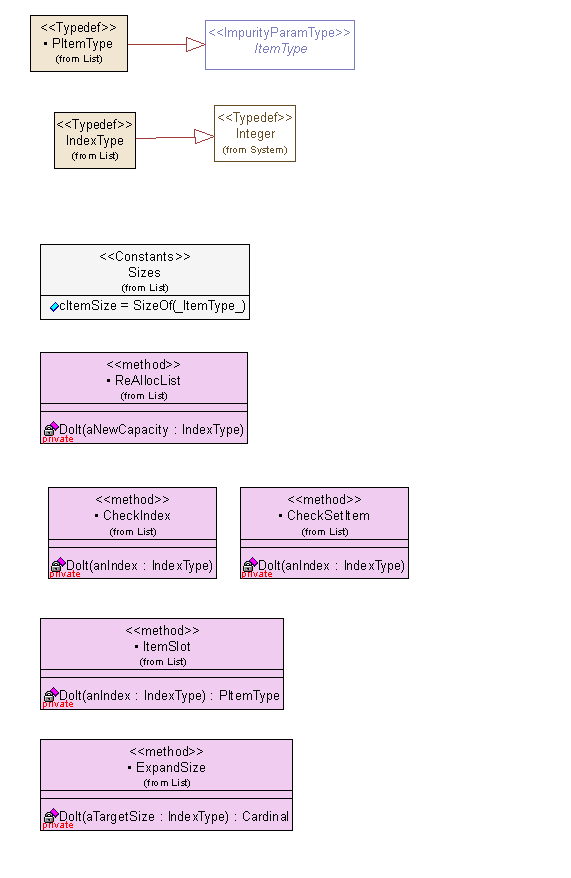 <<Typedef>>
▪ PItemType
(from List)
<<ImpurityParamType>>
ItemType
<<Typedef>>
IndexType
(from List)
<<Typedef>>
Integer
(from System)
<<Constants>>
Sizes
(from List)
cItemSize = SizeOf(_ItemType_)
<<method>>
▪ ReAllocList
(from List)
DoIt(aNewCapacity : IndexType)
private
<<method>>
▪ CheckIndex
(from List)
DoIt(anIndex : IndexType)
private
<<method>>
▪ CheckSetItem
(from List)
DoIt(anIndex : IndexType)
private
<<method>>
▪ ItemSlot
(from List)
DoIt(anIndex : IndexType) : PItemType
private
<<method>>
▪ ExpandSize
(from List)
DoIt(aTargetSize : IndexType) : Cardinal
private